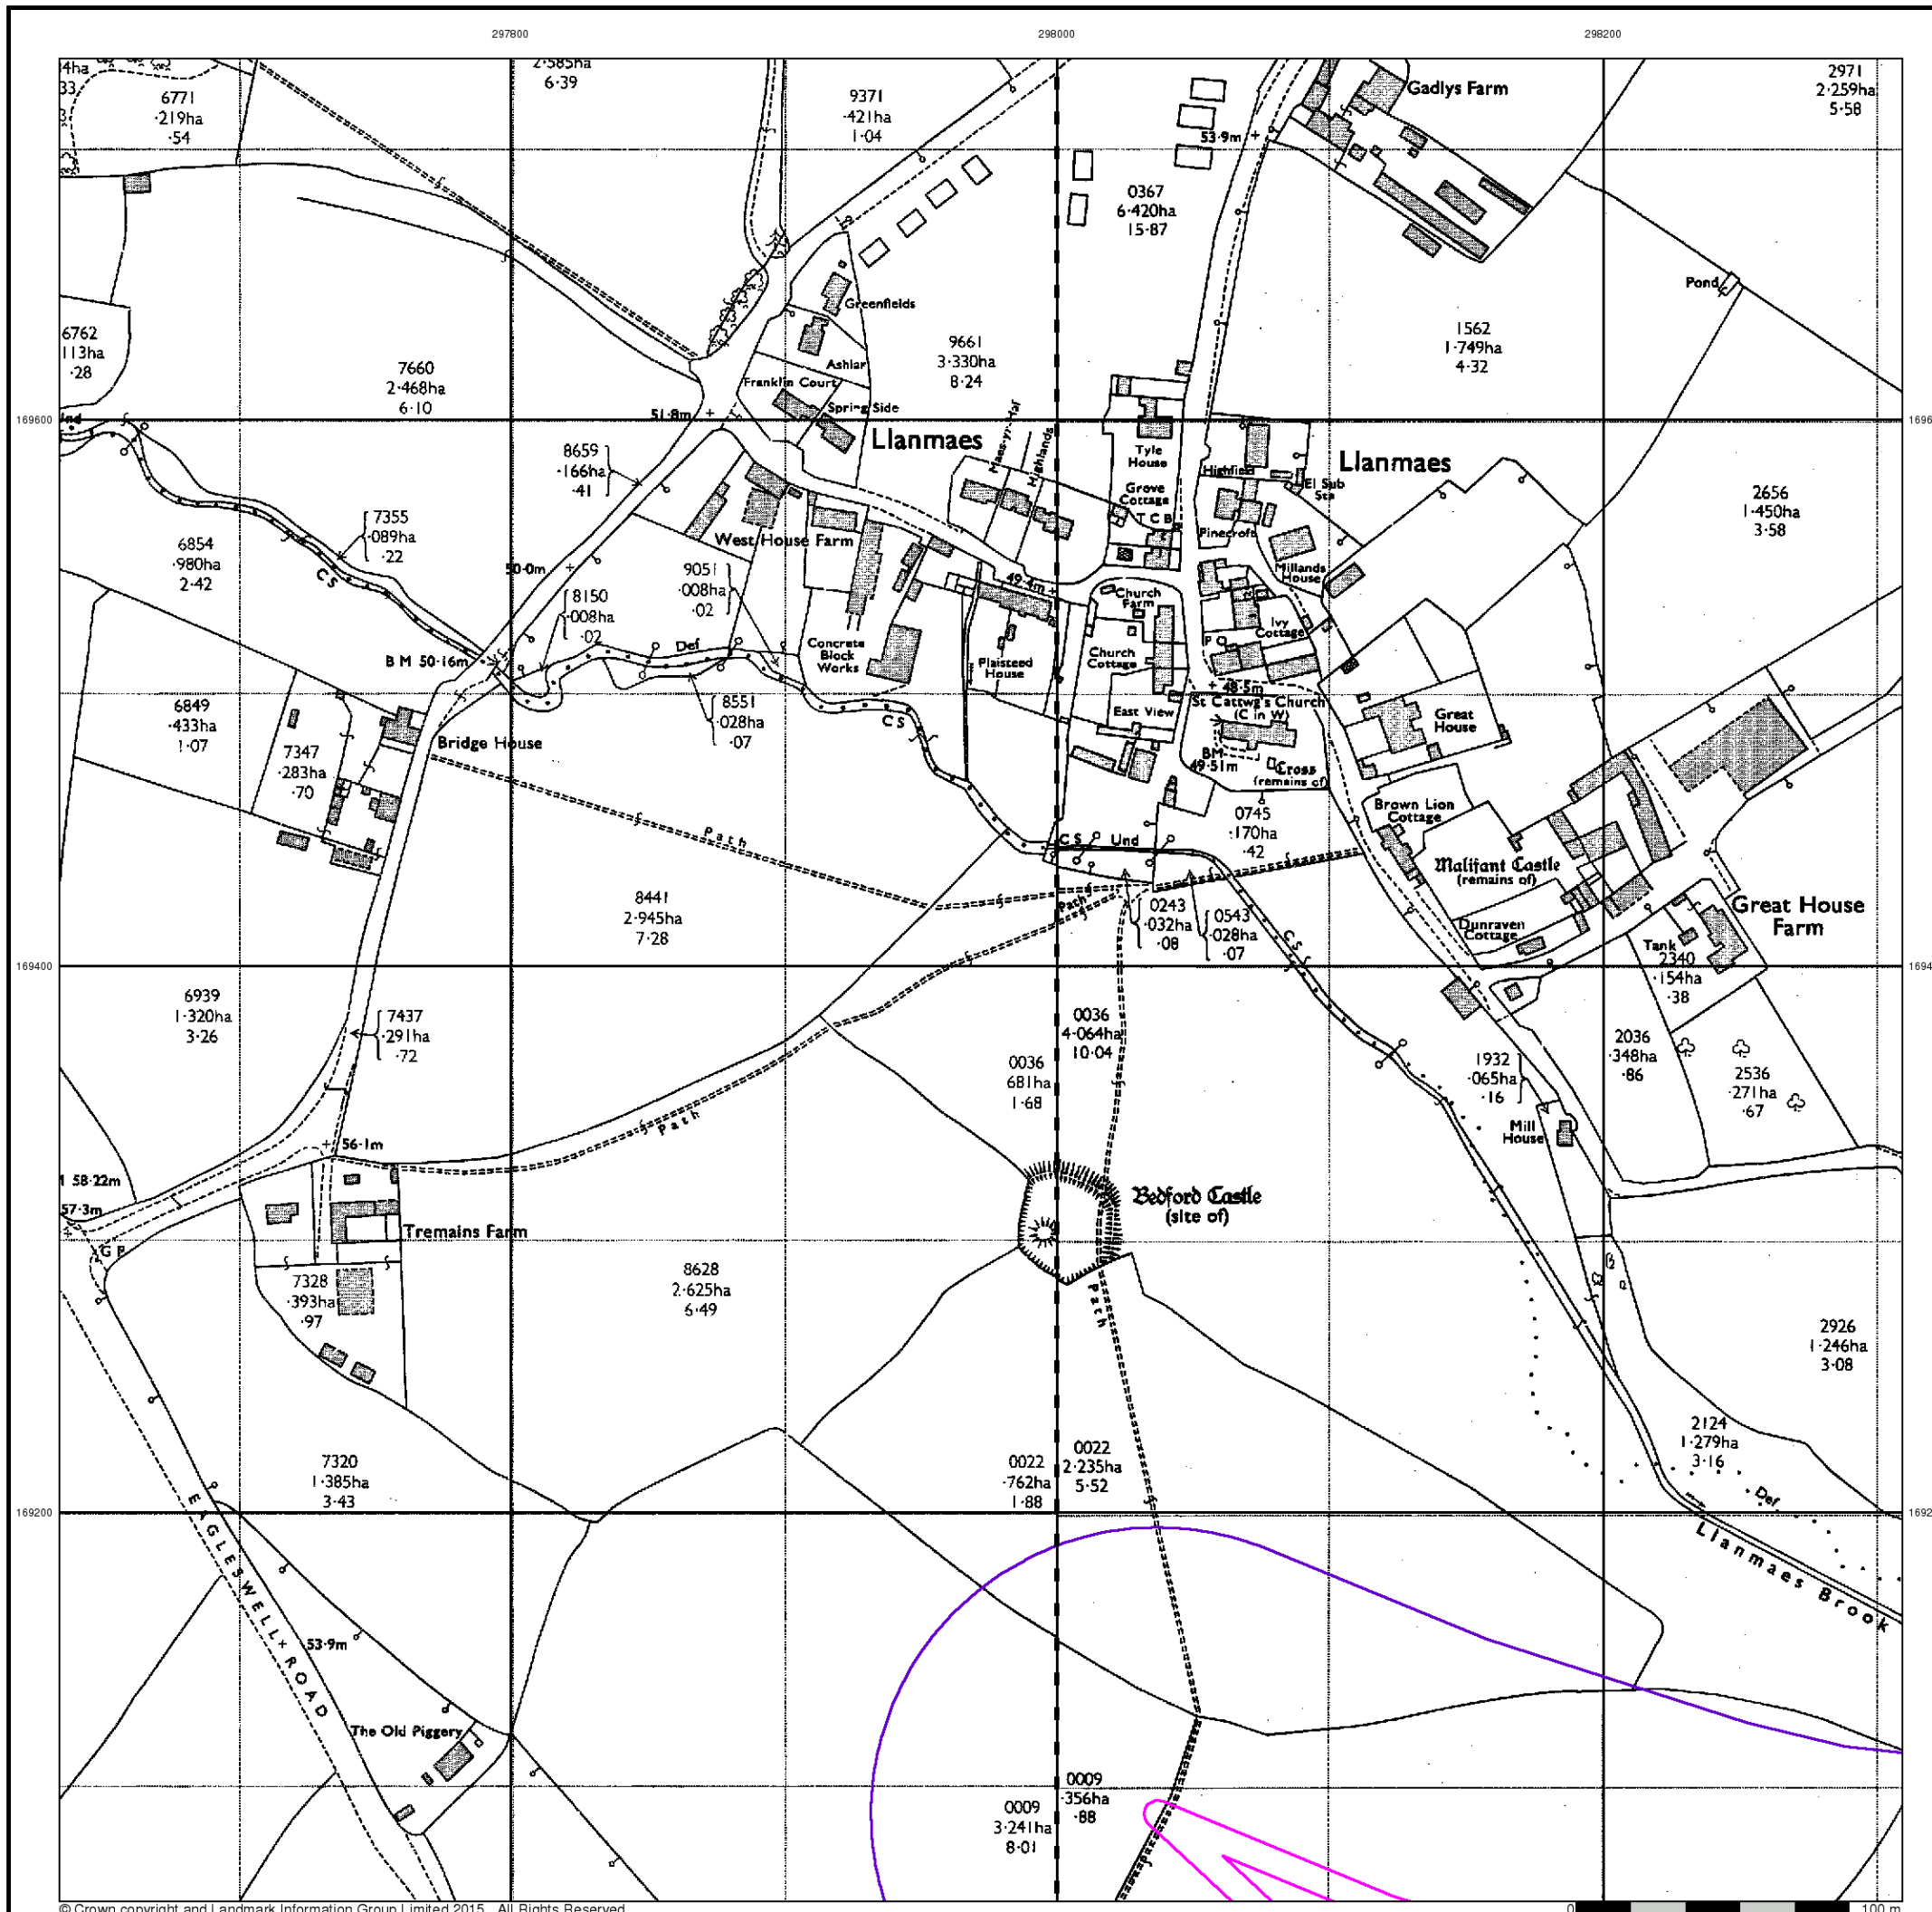 297800
298000
298200
4ha
33
6771
·219ha
·54
2·585ha
6·39
9371
·421ha
1·04
53·9m
Gadlys Farm
2971
2·259ha
5·58
0367
6·420ha
15·87
Pond
Greenfields
6762
113ha
·28
7660
2·468ha
6·10
Ashlar
Franklin Court
Spring Side
51·8m
9661
3·330ha
8·24
1562
1·749ha
4·32
169600
Llanmaes
Maes-yr-Haf
Highlands
Tyle
House
Grove
Cottage
T C B
Highfield
El Sub
Sta
Pinecroft
Llanmaes
8659
·166ha
·41
West House Farm
2656
1·450ha
3·58
7355
·089ha
·22
6854
·980ha
2·42
C S
50·0m
9051
·008ha
·02
8150
·008ha
·02
49·4m
Church
Farm
Millands
House
Ivy
Cottage
P O
B M 50·16m
Def
Concrete
Block
Works
Plaisteed
House
Church
Cottage
8551
·028ha
·07
C S
48·5m
St Cattwg's Church
(C in W)
East View
BM
49·51m
Cross
(remains of)
Great
House
6849
·433ha
1·07
7347
·283ha
·70
Bridge House
Path
C S
Und
0745
·170ha
·42
Brown Lion
Cottage
Malifant Castle
(remains of)
Great House
Farm
8441
2·945ha
7·28
Path
0243
·032ha
·08
0543
·028ha
·07
C S
Dunraven
Cottage
Tank
2340
·154ha
·38
169400
6939
1·320ha
3·26
7437
·291ha
·72
0036
4·064ha
10·04
0036
681ha
1·68
1932
·065ha
·16
2036
·348ha
·86
2536
·271ha
·67
Mill
House
Path
56·1m
58·22m
57·3m
G P
Tremains Farm
Bedford Castle
(site of)
Path
7328
·393ha
·97
8628
2·625ha
6·49
2926
1·246ha
3·08
7320
1·385ha
3·43
0022
·762ha
1·88
0022
2·235ha
5·52
2124
1·279ha
3·16
Def
169200
EAGLESWELL ROAD
53·9m
Llanmaes Brook
The Old Piggery
0009
·356ha
·88
0009
3·241ha
8·01
© Crown copyright and Landmark Information Group Limited 2015. All Rights Reserved
0
100 m